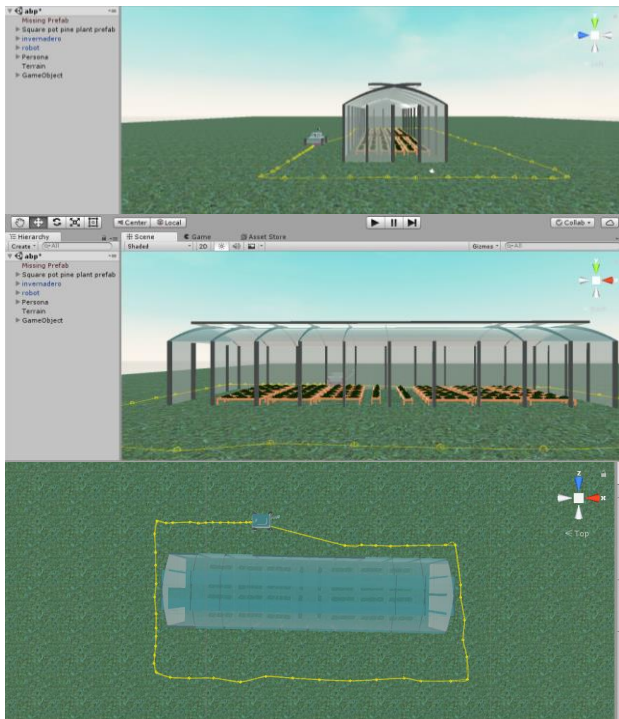 abp*
Missing Prefab
Square pot pine plant prefab
invernadero
robot
Persona
Terrain
GameObject
Center Local Collab
Hierarchy Scene Game Asset Store
Create All Shaded 2D Gizmos All
abp*
Missing Prefab
Square pot pine plant prefab
invernadero
robot
Persona
Terrain
GameObject
z
x
< Top